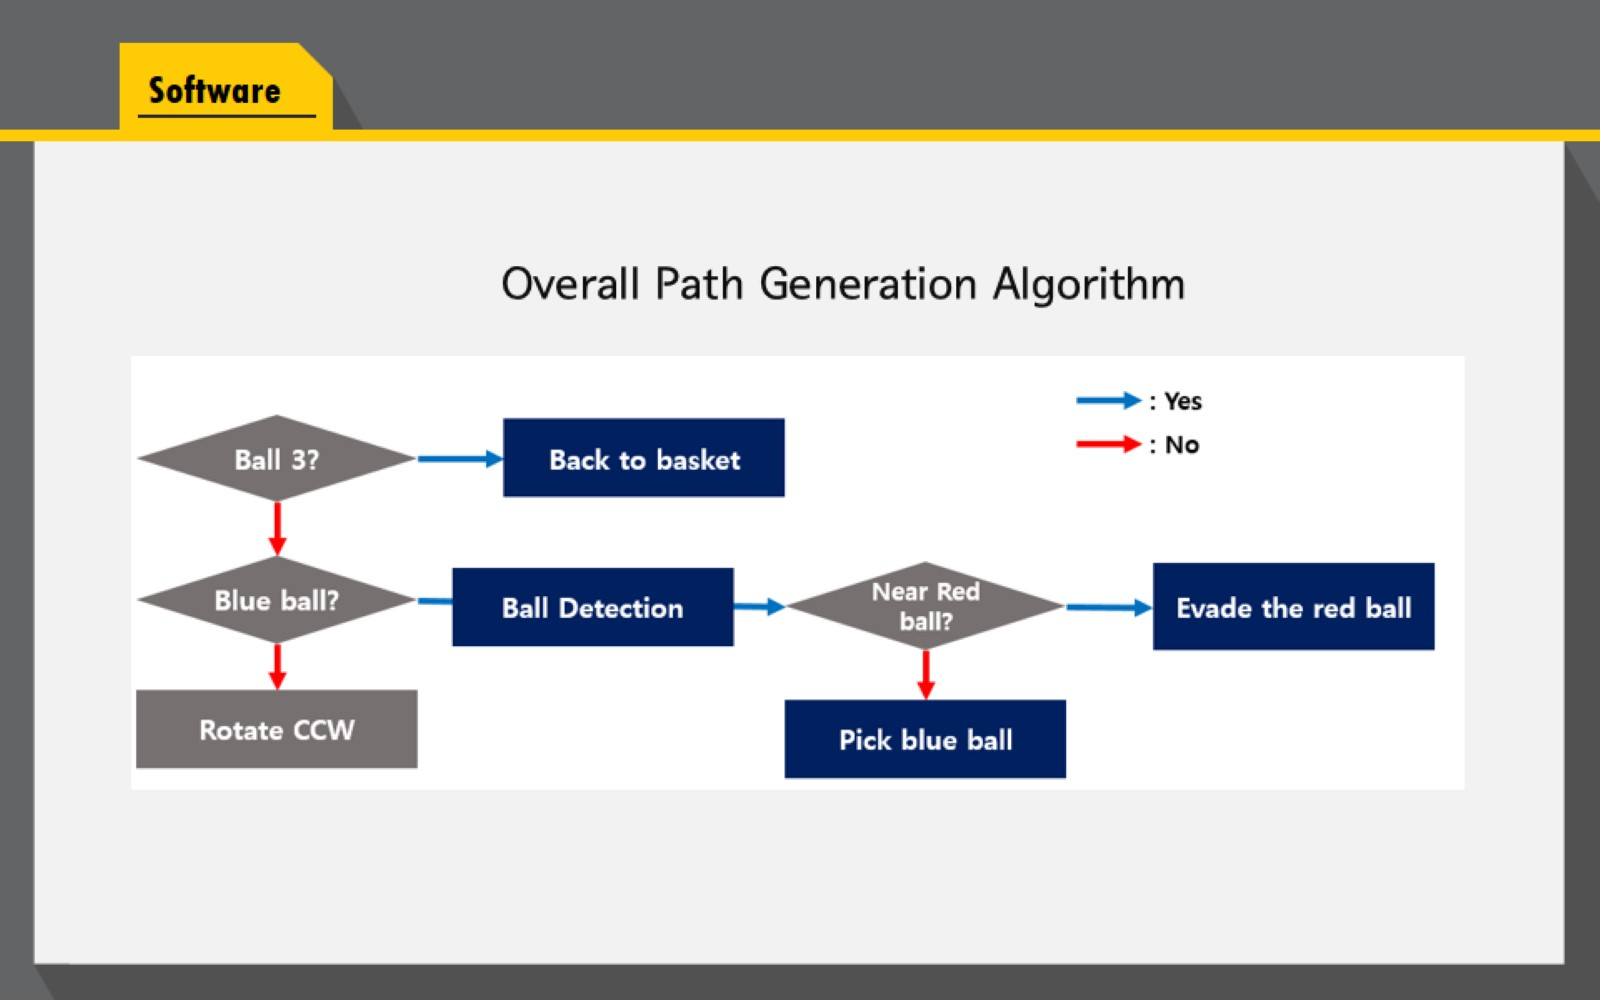 Software
Overall Path Generation Algorithm
: Yes
: No
Ball 3?
Back to basket
Blue ball?
Ball Detection
Near Red
ball?
Evade the red ball
Rotate CCW
Pick blue ball